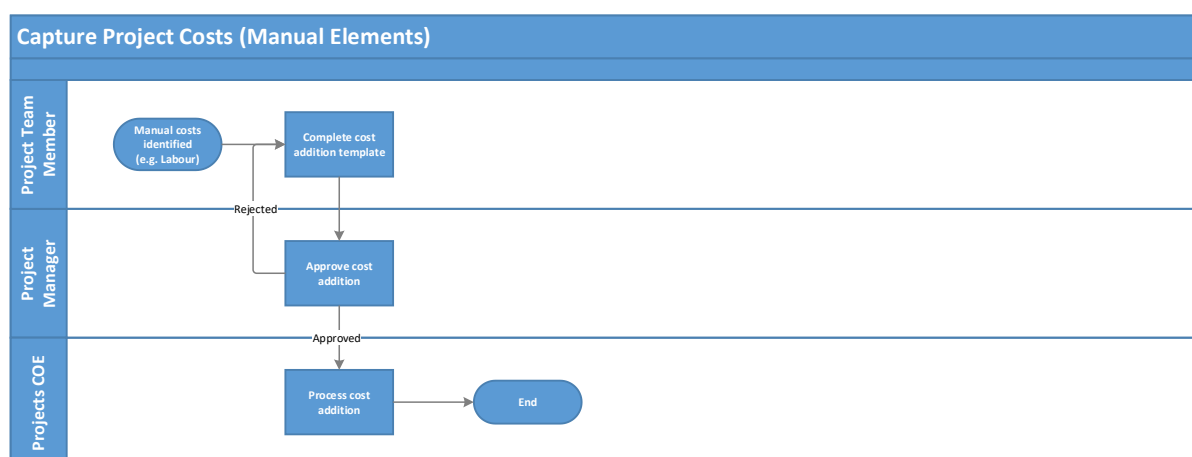 Capture Project Costs (Manual Elements)
Project Team
Member
Manual costs
identified
(e.g. Labour)
Complete cost
addition template
Rejected
Project
Manager
Approve cost
addition
Approved
Projects COE
Process cost
addition
End